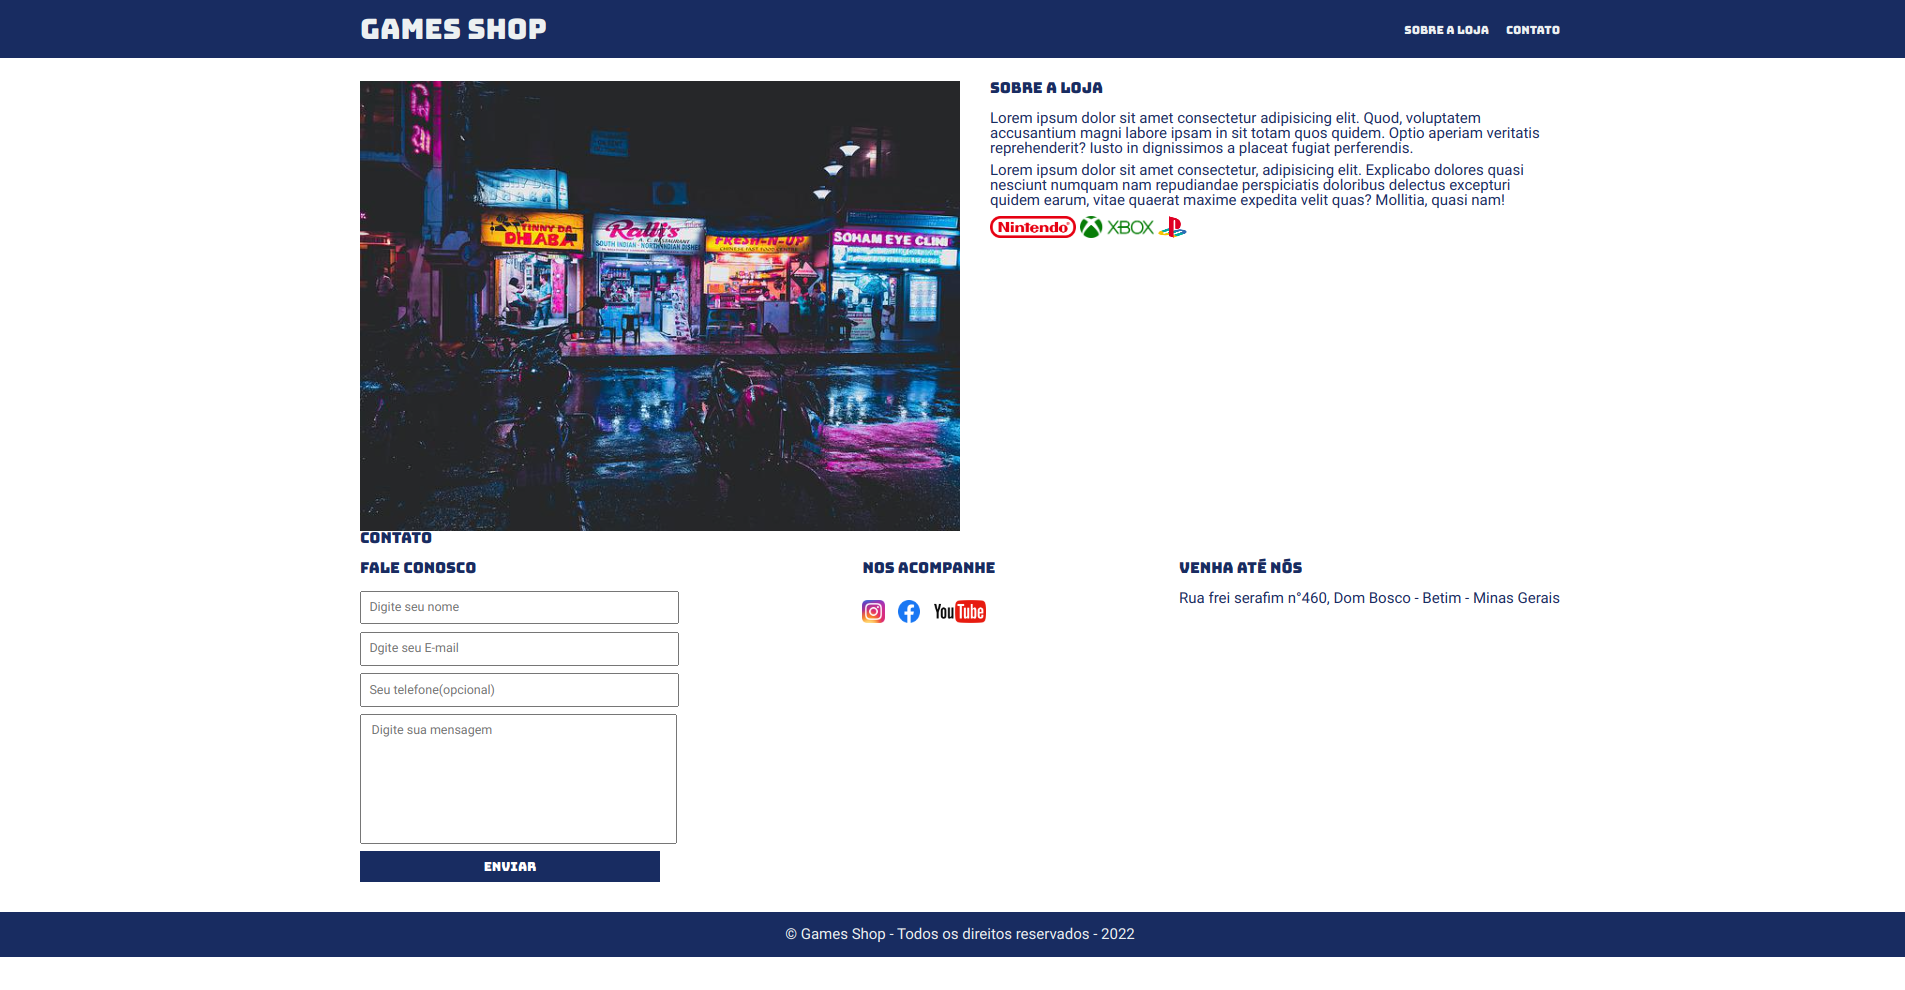 GAMES SHOP
SOBRE A LOJA CONTATO
TINNY DA
DHABA
Ralli's
A. C. RESTAURANT
SOUTH INDIAN - NORTH INDIAN DISHES
FRESH-N-UP
CHINESE FAST FOOD CENTRE
SOHAM EYE CLINI
SOBRE A LOJA
Lorem ipsum dolor sit amet consectetur adipisicing elit. Quod, voluptatem
accusantium magni labore ipsam in sit totam quos quidem. Optio aperiam veritatis
reprehenderit? Iusto in dignissimos a placeat fugiat perferendis.
Lorem ipsum dolor sit amet consectetur, adipisicing elit. Explicabo dolores quasi
nesciunt numquam nam repudiandae perspiciatis doloribus delectus excepturi
quidem earum, vitae quaerat maxime expedita velit quas? Mollitia, quasi nam!
Nintendo XBOX
CONTATO
FALE CONOSCO
Digite seu nome
Dgite seu E-mail
Seu telefone(opcional)
Digite sua mensagem
ENVIAR
NOS ACOMPANHE
YouTube
VENHA ATÉ NÓS
Rua frei serafim n°460, Dom Bosco - Betim - Minas Gerais
© Games Shop - Todos os direitos reservados - 2022